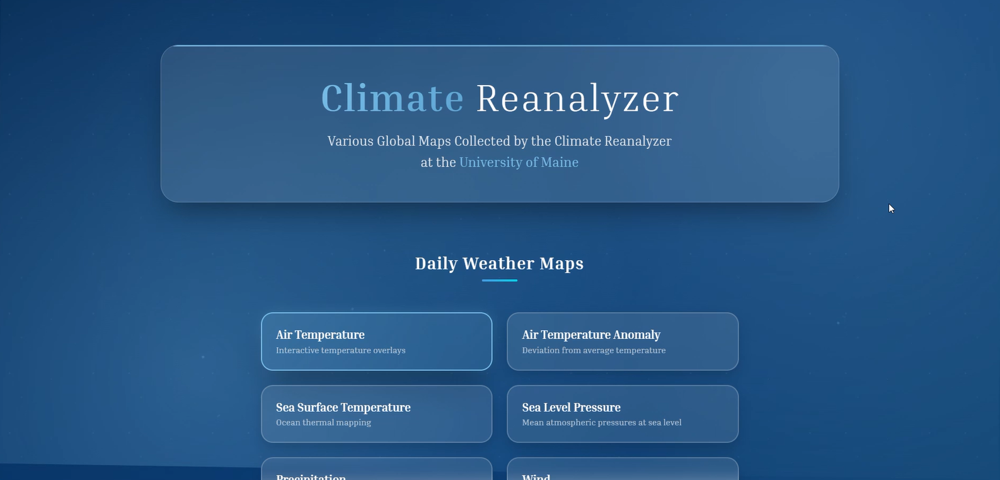 Climate Reanalyzer
Various Global Maps Collected by the Climate Reanalyzer
at the University of Maine
Daily Weather Maps
Air Temperature
Interactive temperature overlays
Air Temperature Anomaly
Deviation from average temperature
Sea Surface Temperature
Ocean thermal mapping
Sea Level Pressure
Mean atmospheric pressures at sea level
Precipitation
Wind